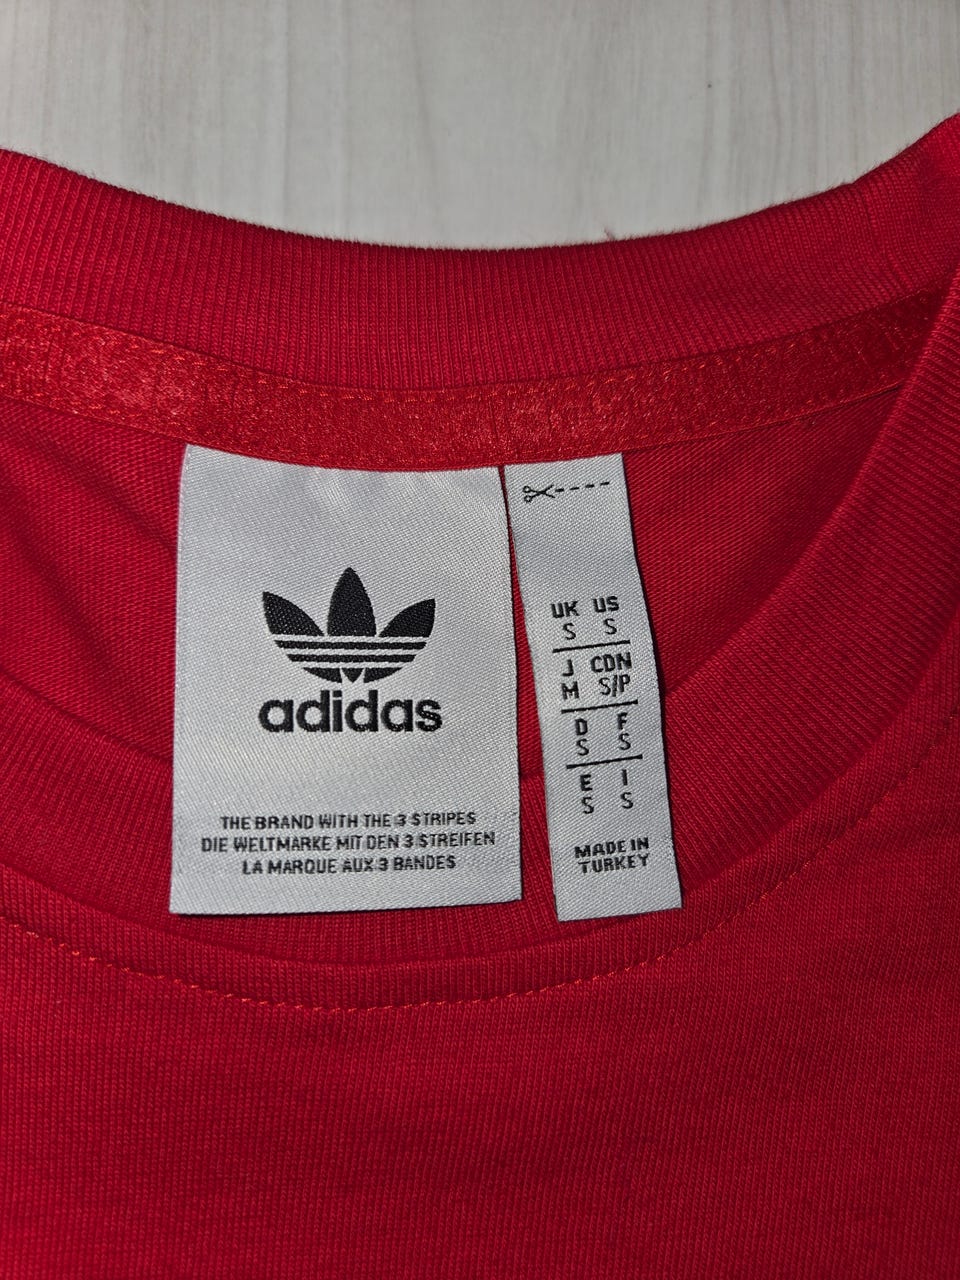 adidas
THE BRAND WITH THE 3 STRIPES
DIE WELTMARKE MIT DEN 3 STREIFEN
LA MARQUE AUX 3 BANDES
UK US
S S
J CDN
M S/P
D F
S S
E I
S S
MADE IN
TURKEY